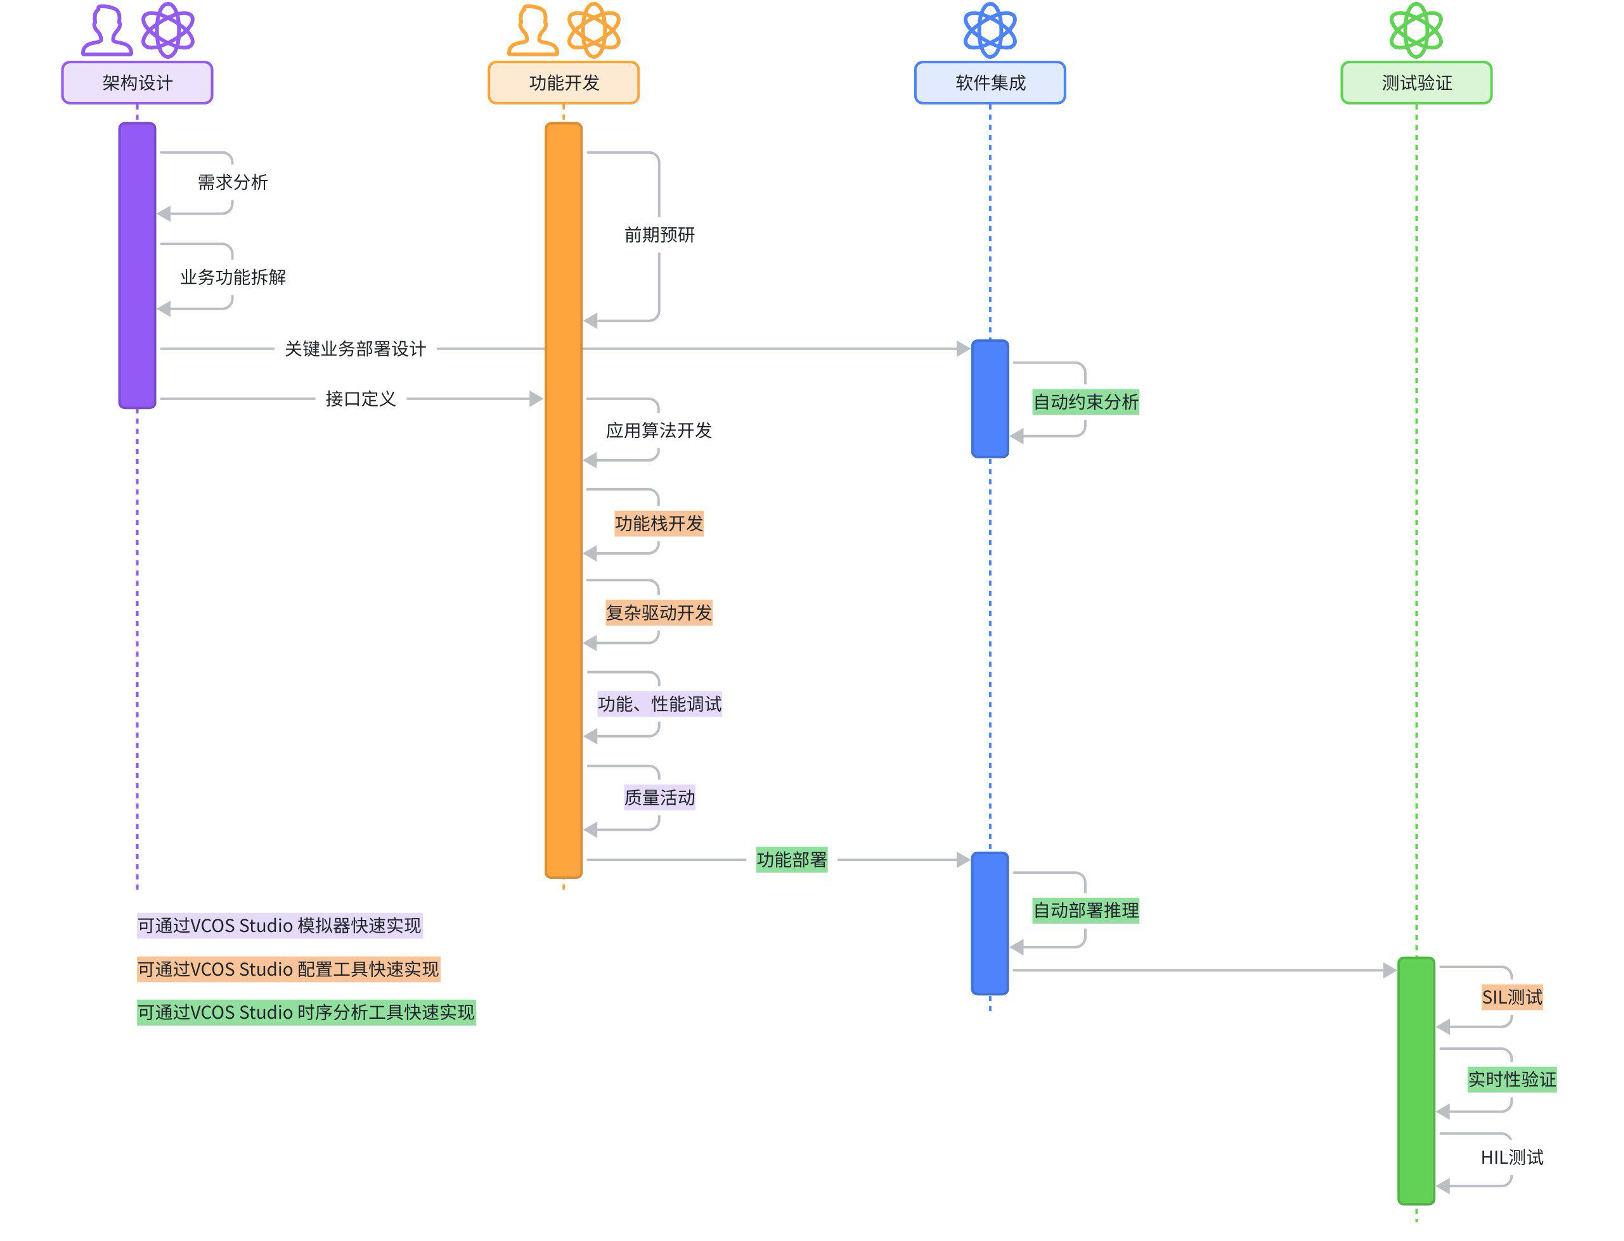 架构设计
功能开发
软件集成
测试验证
需求分析
前期预研
业务功能拆解
关键业务部署设计
接口定义
自动约束分析
应用算法开发
功能栈开发
复杂驱动开发
功能、性能调试
质量活动
功能部署
自动部署推理
可通过VCOS Studio 模拟器快速实现
可通过VCOS Studio 配置工具快速实现
可通过VCOS Studio 时序分析工具快速实现
SIL测试
实时性验证
HIL测试